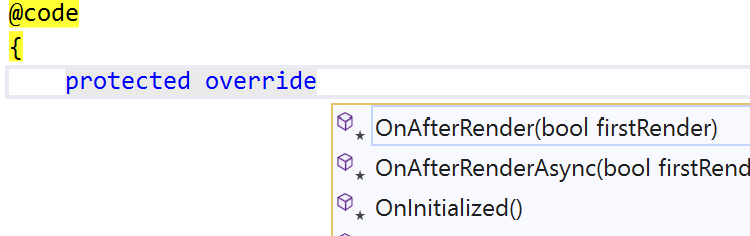 @code
{
protected override
OnAfterRender(bool firstRender)
OnAfterRenderAsync(bool firstRend
OnInitialized()